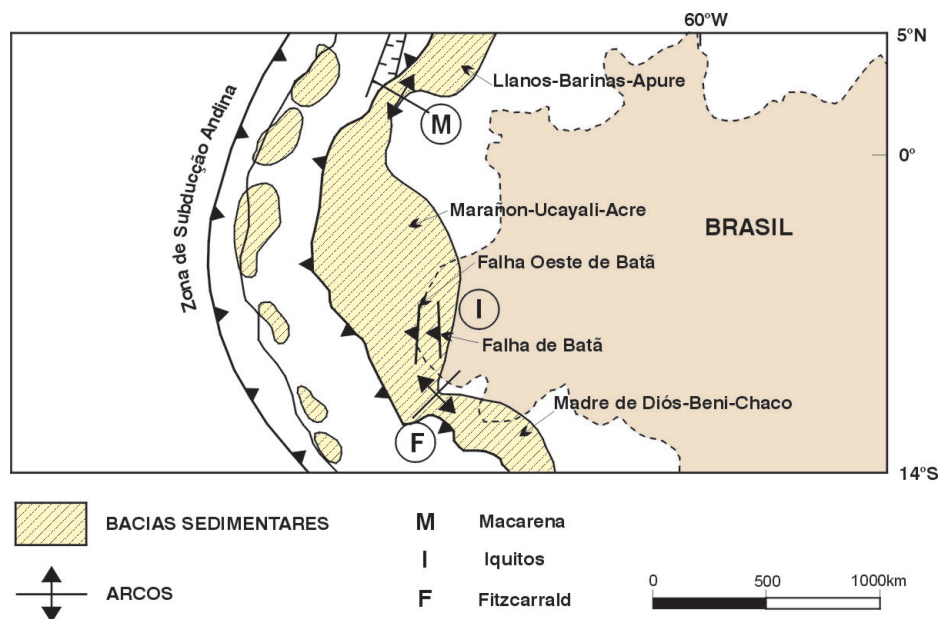 60°W
5°N
Llanos-Barinas-Apure
M
Zona de Subducção Andina
0°
Marañon-Ucayali-Acre
BRASIL
Falha Oeste de Batã
I
Falha de Batã
Madre de Diós-Beni-Chaco
F
14°S
BACIAS SEDIMENTARES
M Macarena
I Iquitos
ARCOS
F Fitzcarrald
0 500 1000km